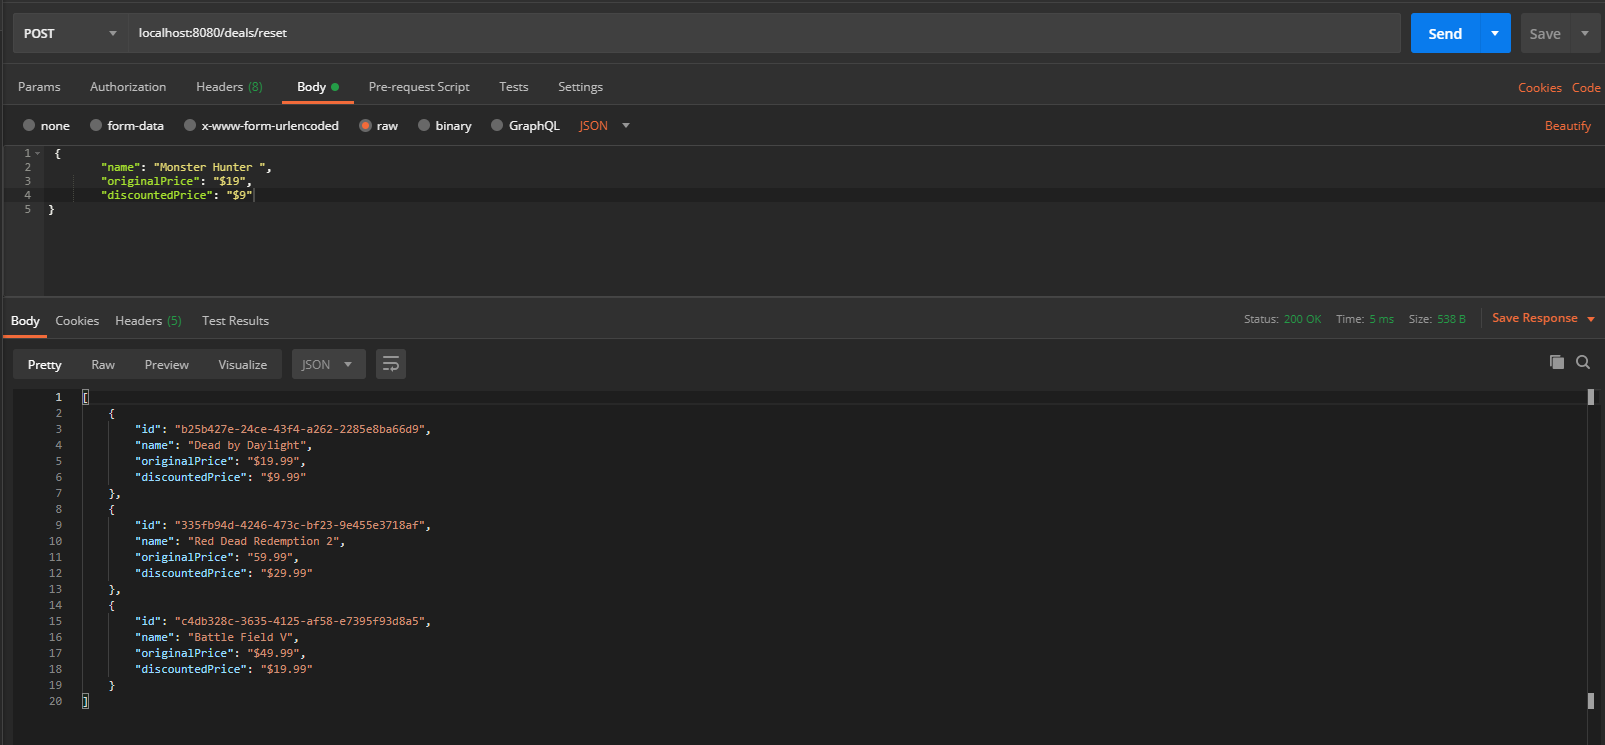 POST localhost:8080/deals/reset Send Save
Params Authorization Headers (8) Body Pre-request Script Tests Settings Cookies Code
none form-data x-www-form-urlencoded raw binary GraphQL JSON Beautify
1 {
2 "name": "Monster Hunter ",
3 "originalPrice": "$19",
4 "discountedPrice": "$9"
5 }
Body Cookies Headers (5) Test Results Status: 200 OK Time: 5 ms Size: 538 B Save Response
Pretty Raw Preview Visualize JSON
1 [
2 {
3 "id": "b25b427e-24ce-43f4-a262-2285e8ba66d9",
4 "name": "Dead by Daylight",
5 "originalPrice": "$19.99",
6 "discountedPrice": "$9.99"
7 },
8 {
9 "id": "335fb94d-4246-473c-bf23-9e455e3718af",
10 "name": "Red Dead Redemption 2",
11 "originalPrice": "59.99",
12 "discountedPrice": "$29.99"
13 },
14 {
15 "id": "c4db328c-3635-4125-af58-e7395f93d8a5",
16 "name": "Battle Field V",
17 "originalPrice": "$49.99",
18 "discountedPrice": "$19.99"
19 }
20 ]